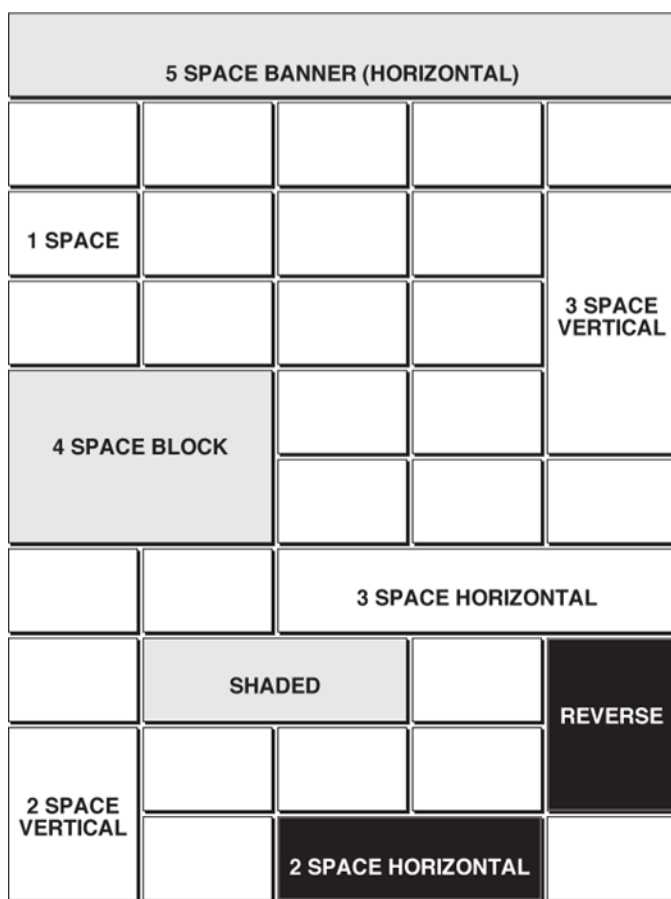 5 SPACE BANNER (HORIZONTAL)
1 SPACE
3 SPACE
VERTICAL
4 SPACE BLOCK
3 SPACE HORIZONTAL
SHADED
REVERSE
2 SPACE
VERTICAL
2 SPACE HORIZONTAL